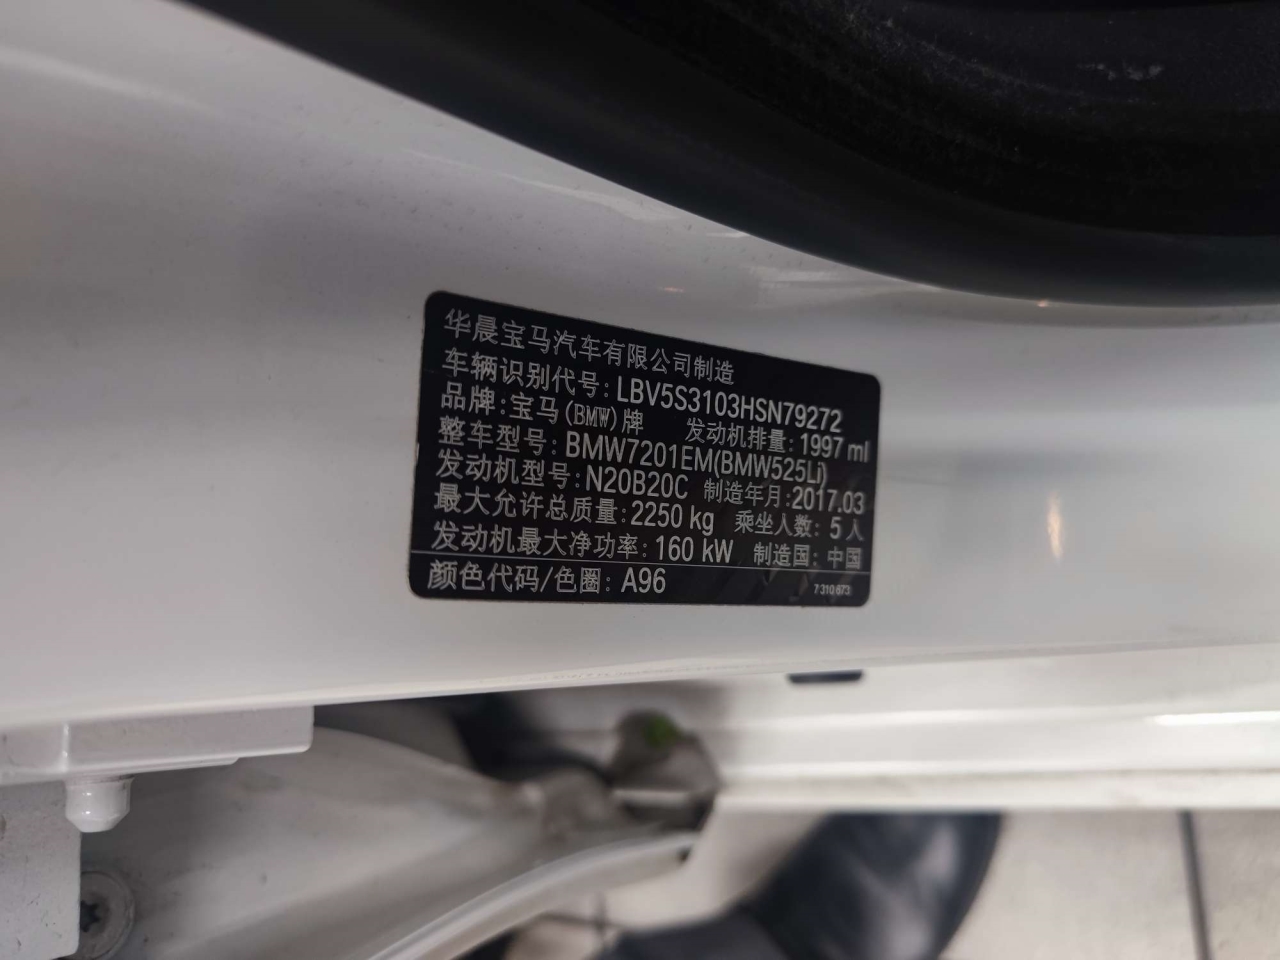 华晨宝马汽车有限公司制造
车辆识别代号: LBV5S3103HSN79272
品牌: 宝马(BMW)牌 发动机排量: 1997 ml
整车型号: BMW7201EM(BMW525Li)
发动机型号: N20B20C 制造年月: 2017.03
最大允许总质量: 2250 kg 乘坐人数: 5人
发动机最大净功率: 160 kW 制造国: 中国
颜色代码/色圈: A96 7 310 673